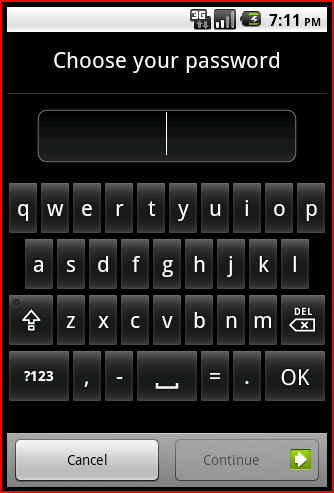 3G 7:11 PM
Choose your password
q w e r t y u i o p
a s d f g h j k l
z x c v b n m DEL
?123 , - = . OK
Cancel Continue